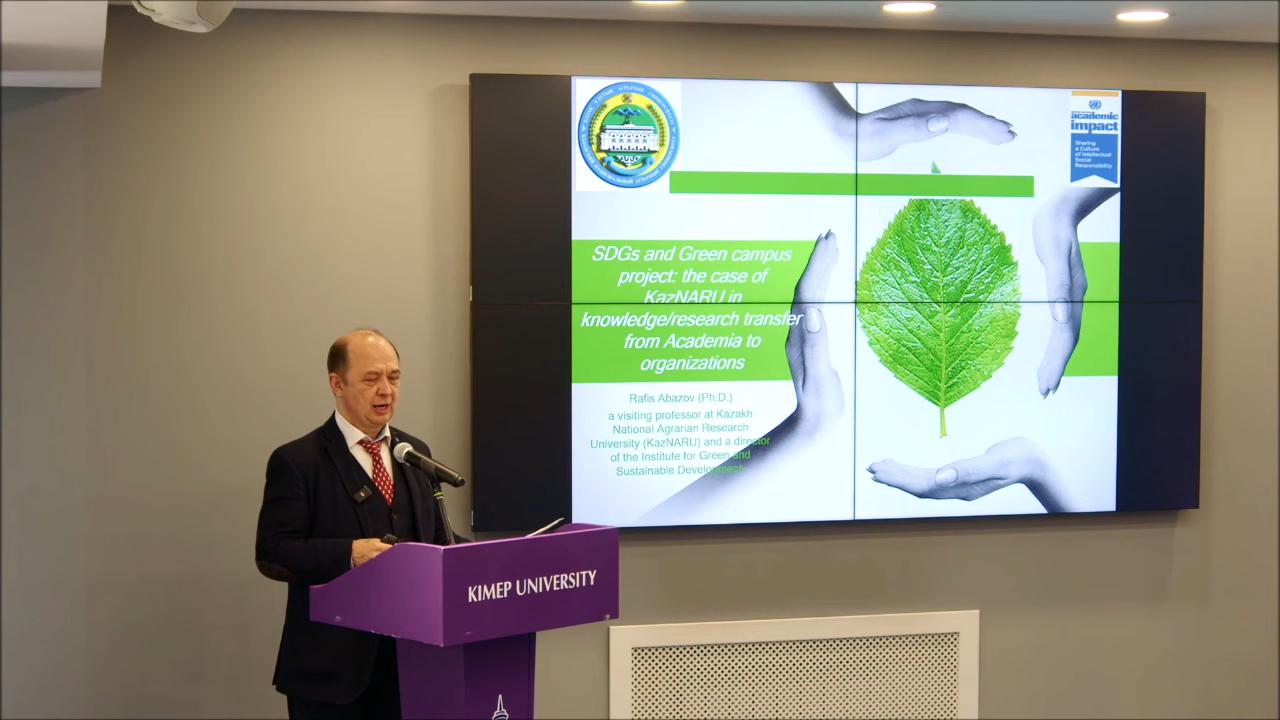 academic
impact
Sharing
a Culture
of Intellectual
Social
Responsibility
SDGs and Green campus
project: the case of
KazNARU in
knowledge/research transfer
from Academia to
organizations
Rafis Abazov (Ph.D.)
a visiting professor at Kazakh
National Agrarian Research
University (KazNARU) and a director
of the Institute for Green and
Sustainable Development
KIMEP UNIVERSITY